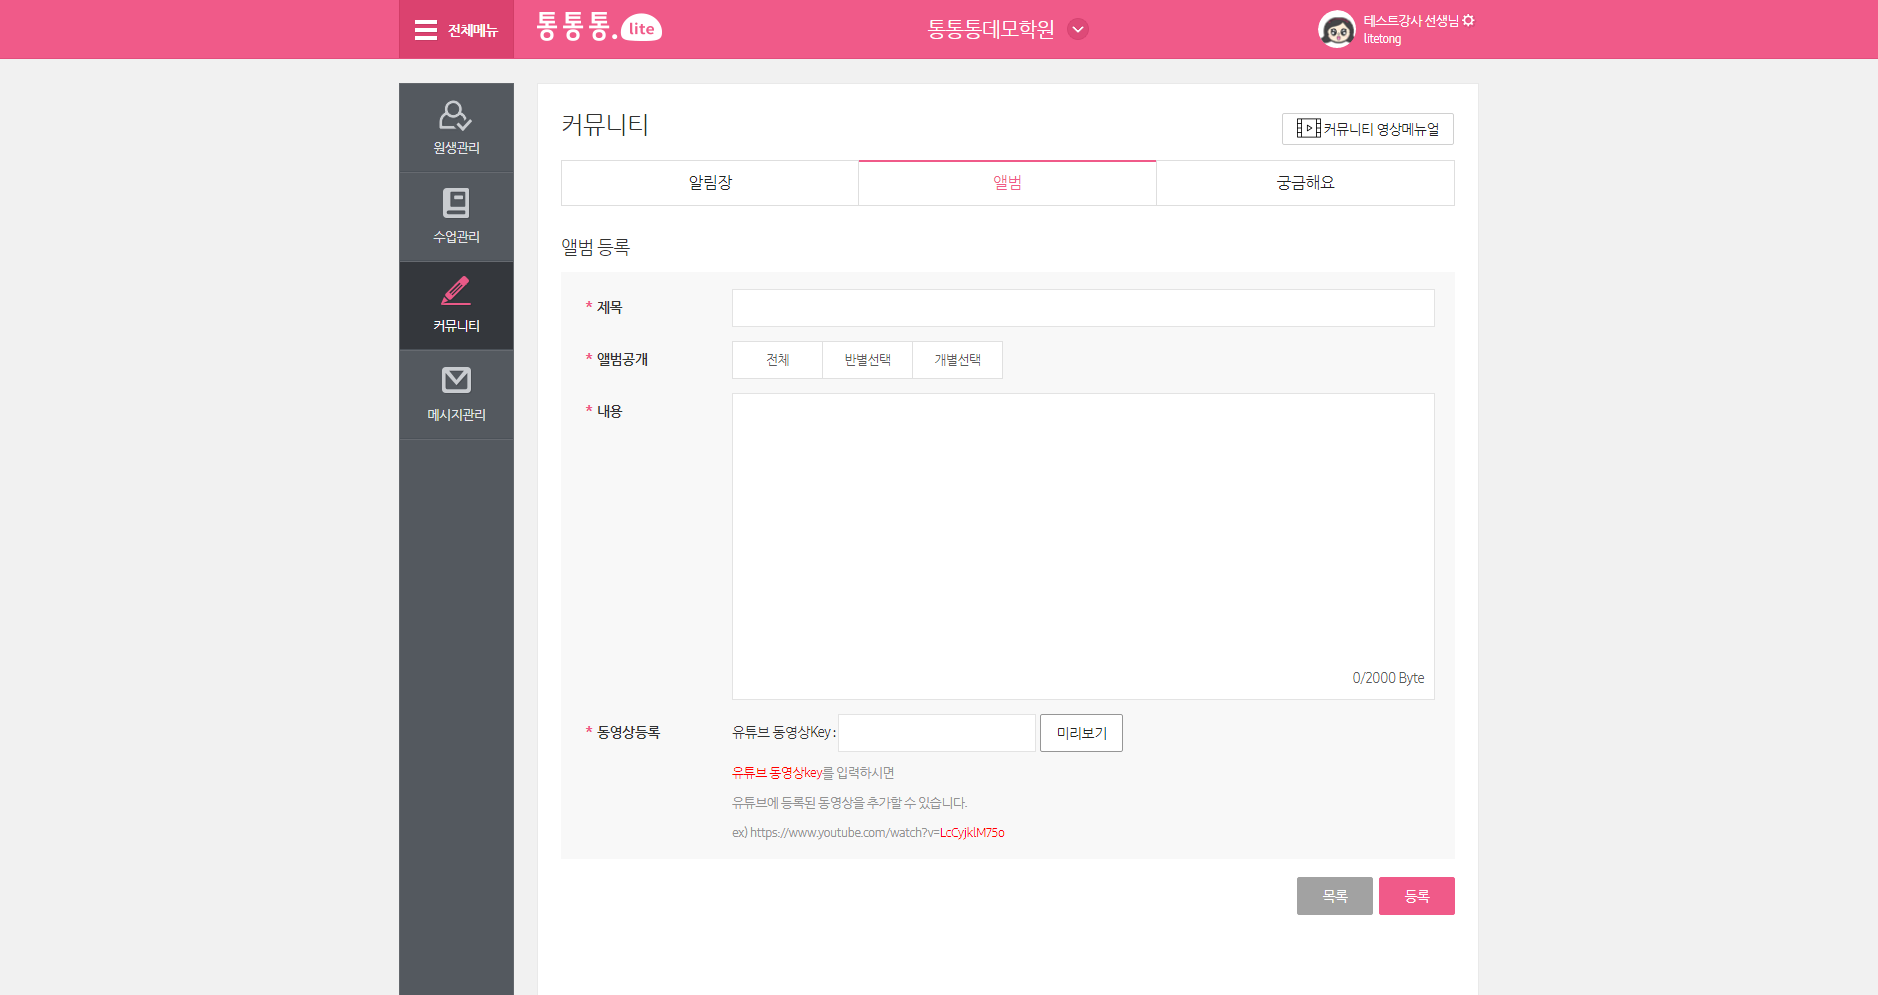 전체메뉴
통통통.lite
통통통데모학원
테스트강사 선생님
litetong
원생관리
수업관리
커뮤니티
메시지관리
커뮤니티
커뮤니티 영상메뉴얼
알림장
앨범
궁금해요
앨범 등록
* 제목
* 앨범공개
전체
반별선택
개별선택
* 내용
0/2000 Byte
* 동영상등록
유튜브 동영상Key :
미리보기
유튜브 동영상key를 입력하시면
유튜브에 등록된 동영상을 추가할 수 있습니다.
ex) https://www.youtube.com/watch?v=LcCyjklM75o
목록
등록